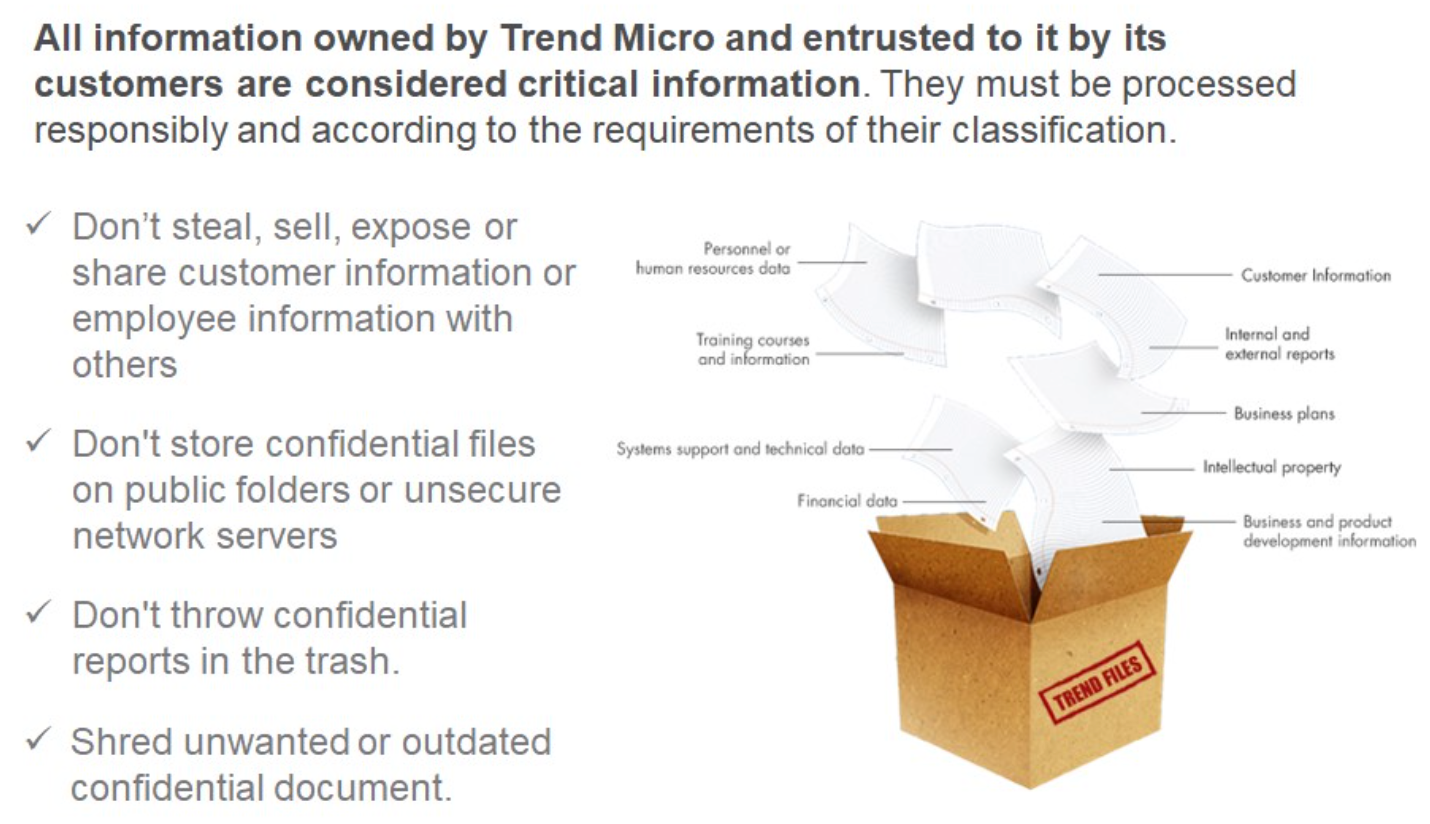 All information owned by Trend Micro and entrusted to it by its
customers are considered critical information. They must be processed
responsibly and according to the requirements of their classification.
✓ Don’t steal, sell, expose or
share customer information or
employee information with
others
✓ Don't store confidential files
on public folders or unsecure
network servers
✓ Don't throw confidential
reports in the trash.
✓ Shred unwanted or outdated
confidential document.
Personnel or
human resources data
Training courses
and information
Systems support and technical data
Financial data
Customer Information
Internal and
external reports
Business plans
Intellectual property
Business and product
development information
TREND FILES